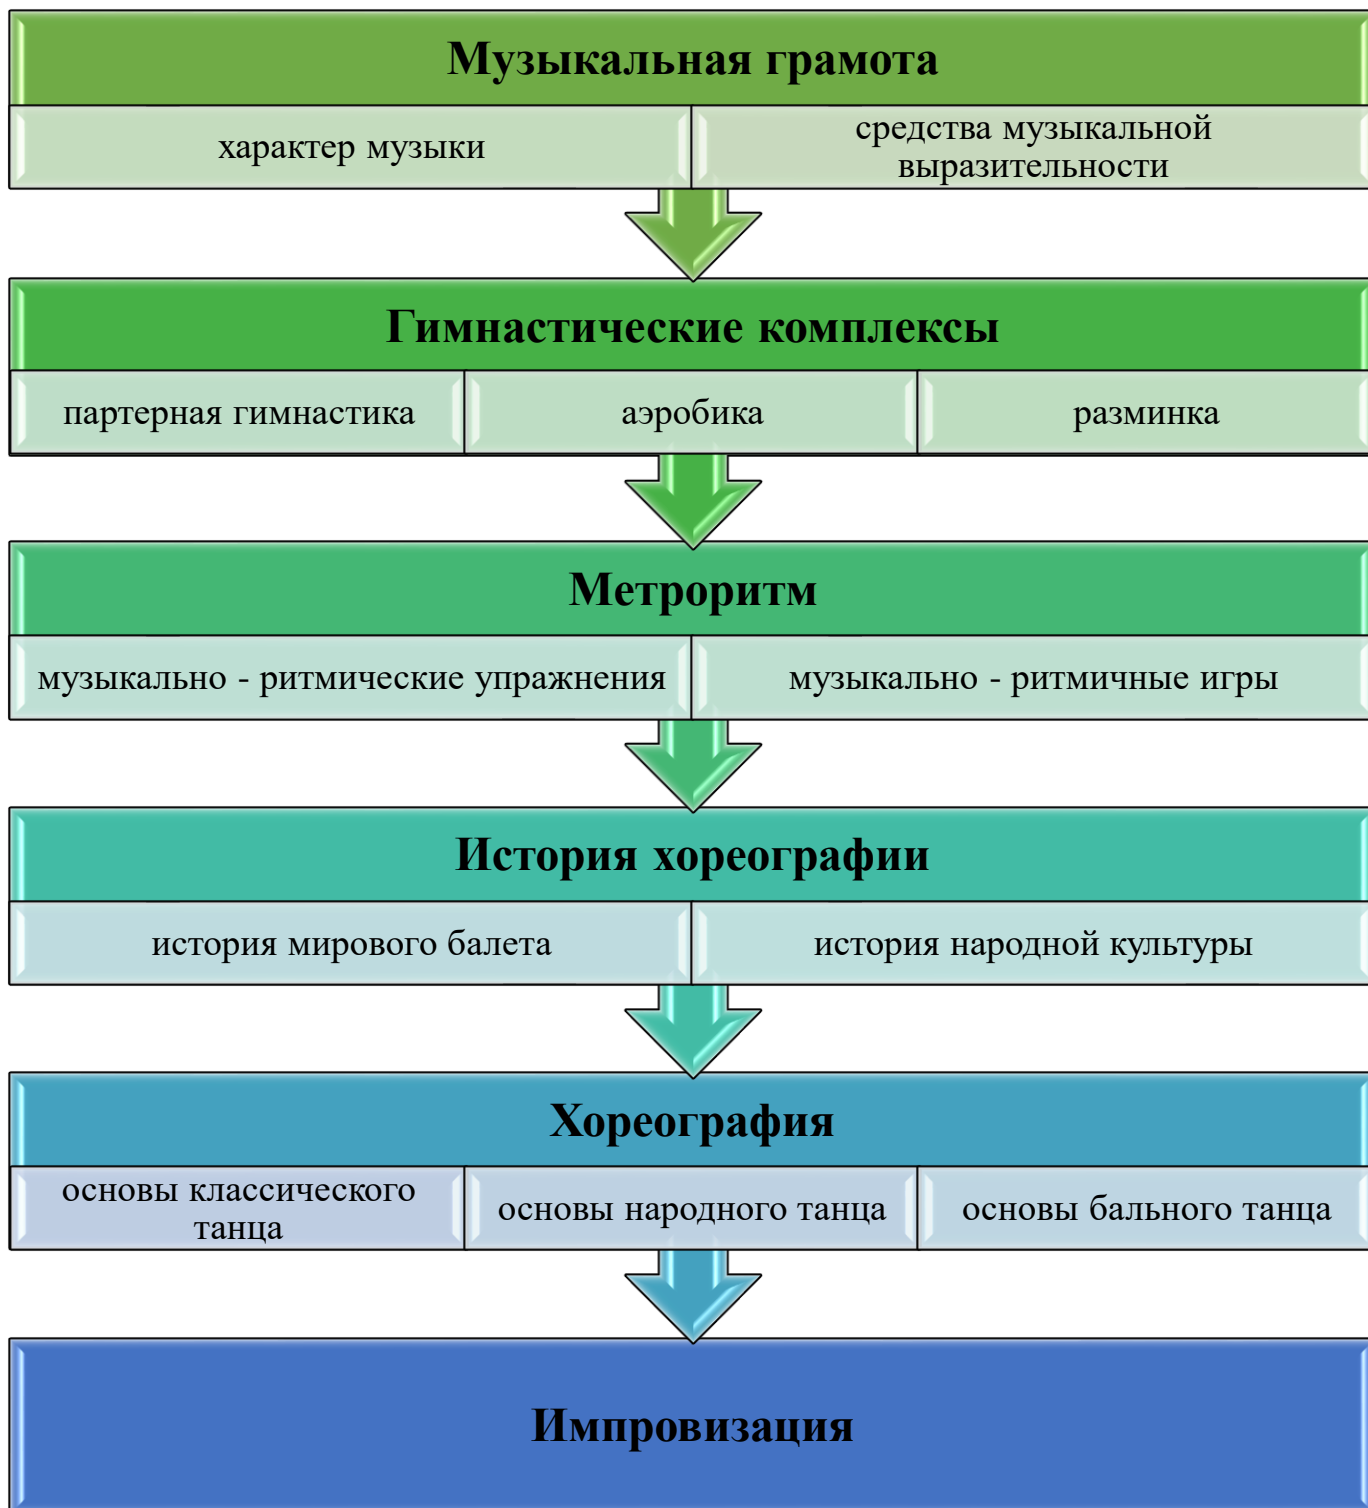 Музыкальная грамота
характер музыки
средства музыкальной
выразительности
Гимнастические комплексы
партерная гимнастика
аэробика
разминка
Метроритм
музыкально - ритмические упражнения
музыкально - ритмичные игры
История хореографии
история мирового балета
история народной культуры
Хореография
основы классического
танца
основы народного танца
основы бального танца
Импровизация